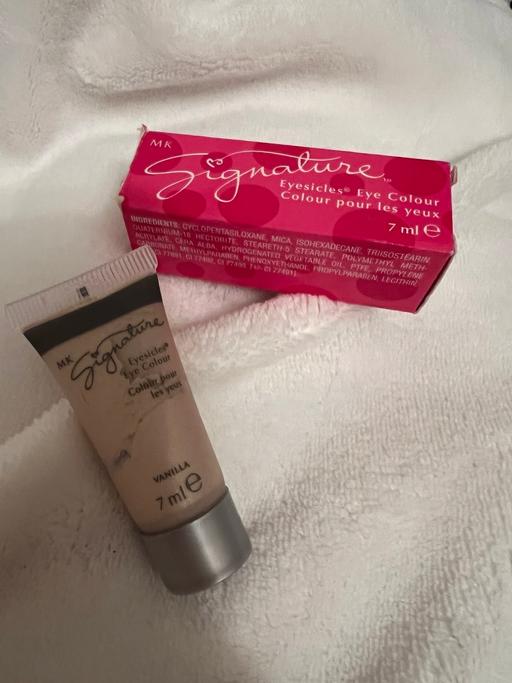 MK
Signature™
Eyesicles® Eye Colour
Colour pour les yeux
7 ml e
INGREDIENTS: CYCLOPENTASILOXANE, MICA, ISOHEXADECANE, TRIISOSTEARIN
QUATERNIUM-18 HECTORITE, STEARETH-5 STEARATE, POLYMETHYL METH-
ACRYLATE, CERA ALBA, HYDROGENATED VEGETABLE OIL, PTFE, PROPYLENE
CARBONATE, METHYLPARABEN, PHENOXYETHANOL, PROPYLPARABEN, LECITHIN,
MK
Signature
Eyesicles®
Eye Colour
Colour pour
les yeux
VANILLA
7 ml e